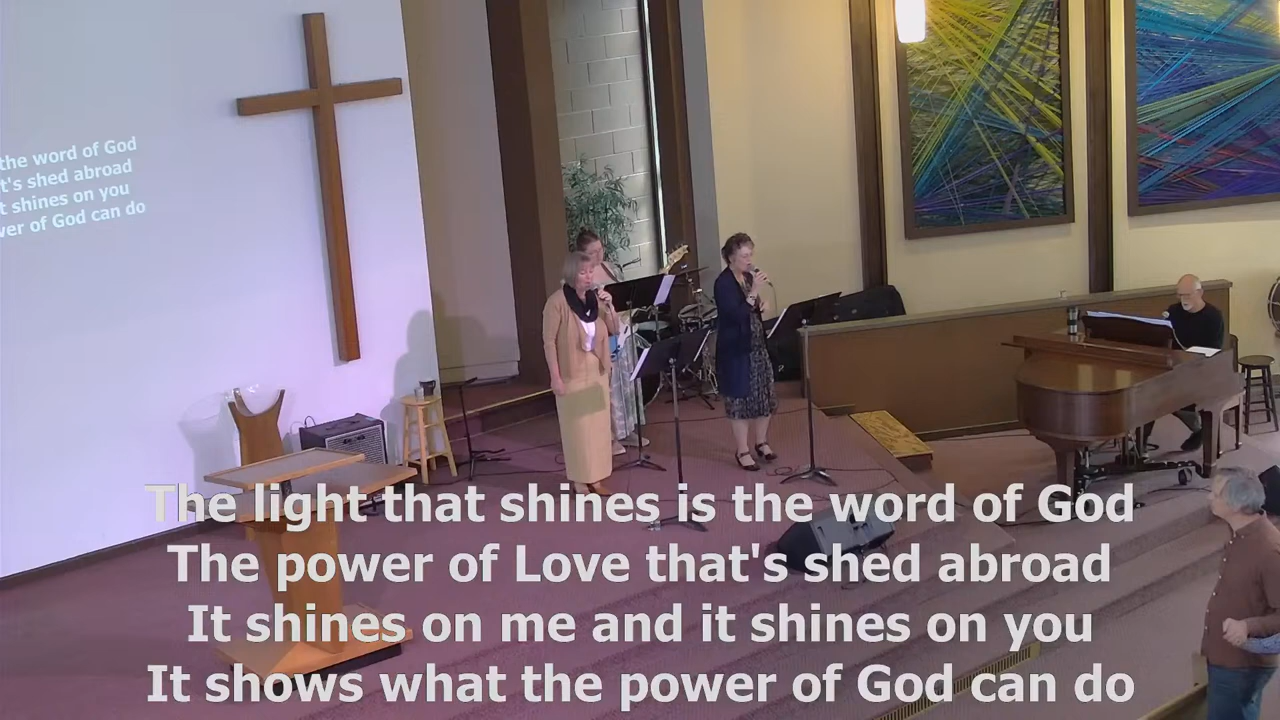 the word of God
t's shed abroad
t shines on you
wer of God can do
The light that shines is the word of God
The power of Love that's shed abroad
It shines on me and it shines on you
It shows what the power of God can do